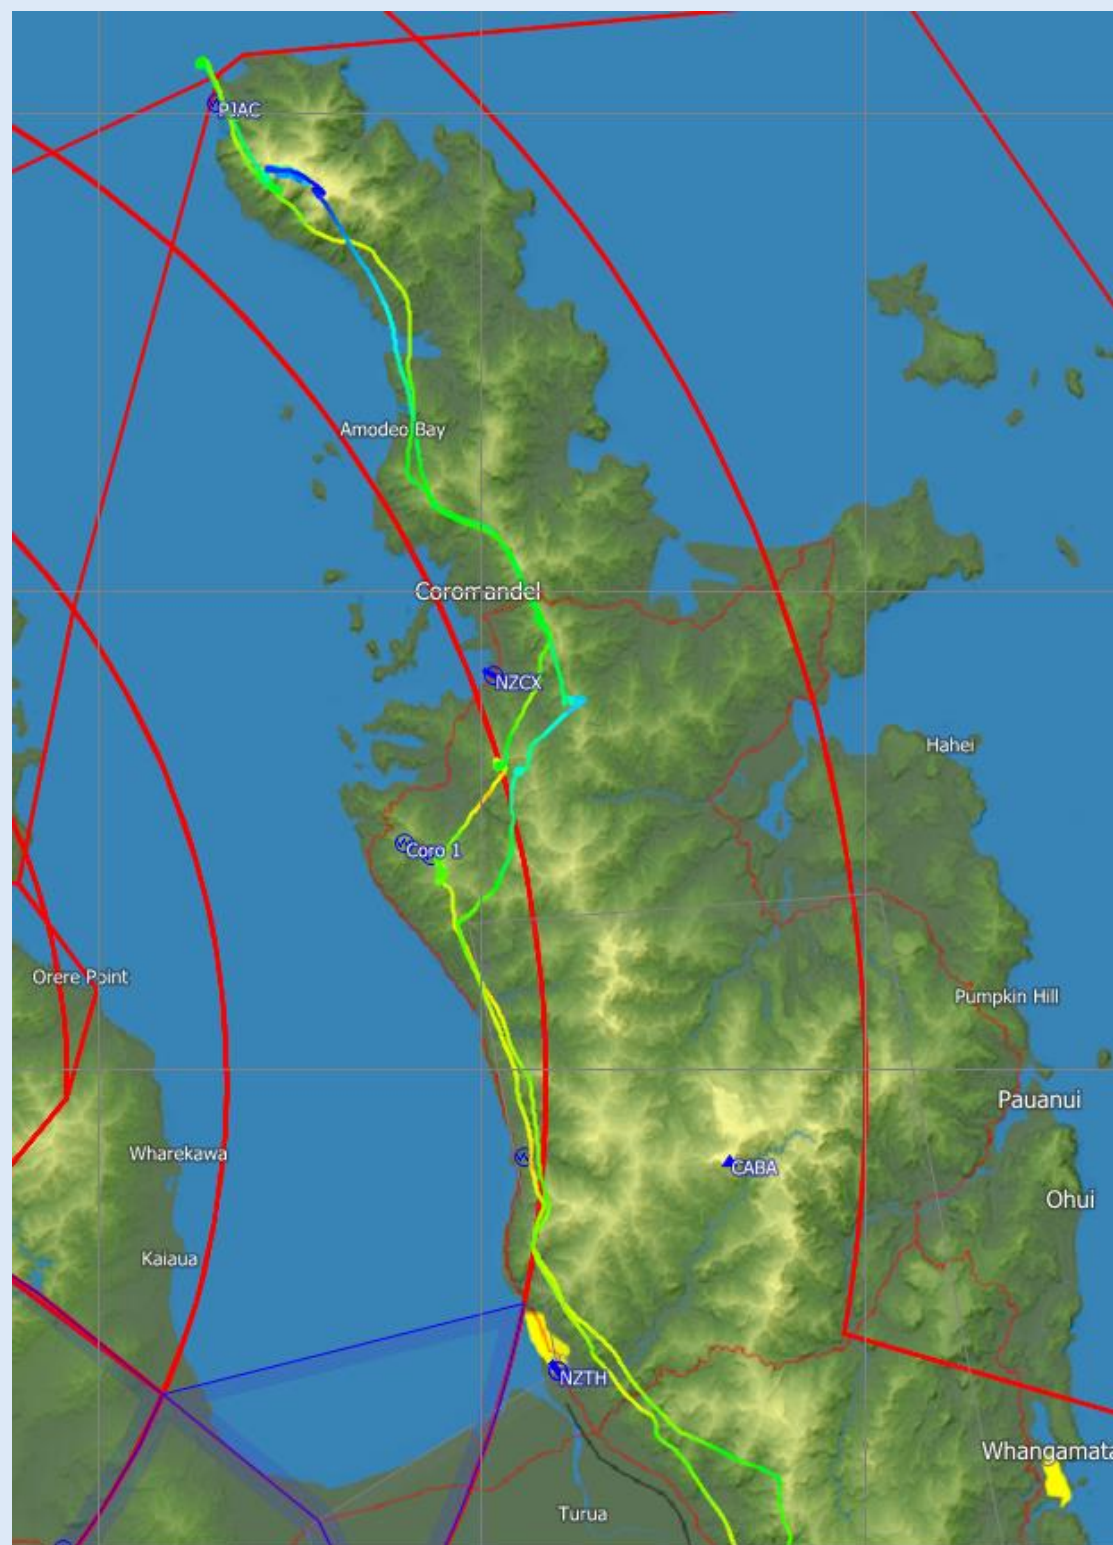 PJAC
Amodeo Bay
Coromandel
NZCX
Hahei
Coro 1
Orere Point
Pumpkin Hill
Pauanui
Wharekawa
CABA
Ohui
Kaiaua
NZTH
Whangamata
Turua